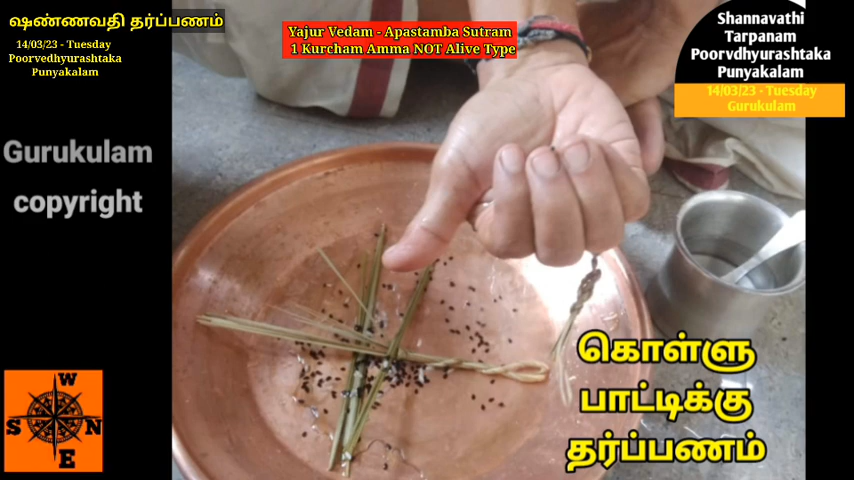 ஷண்ணவதி தர்ப்பணம்
14/03/23 - Tuesday
Poorvedhyurashtaka
Punyakalam
Yajur Vedam - Apastamba Sutram
1 Kurcham Amma NOT Alive Type
Shannavathi
Tarpanam
Poorvdhyurashtaka
Punyakalam
14/03/23 - Tuesday
Gurukulam
Gurukulam
copyright
கொள்ளு
பாட்டிக்கு
தர்ப்பணம்
W
S N
E